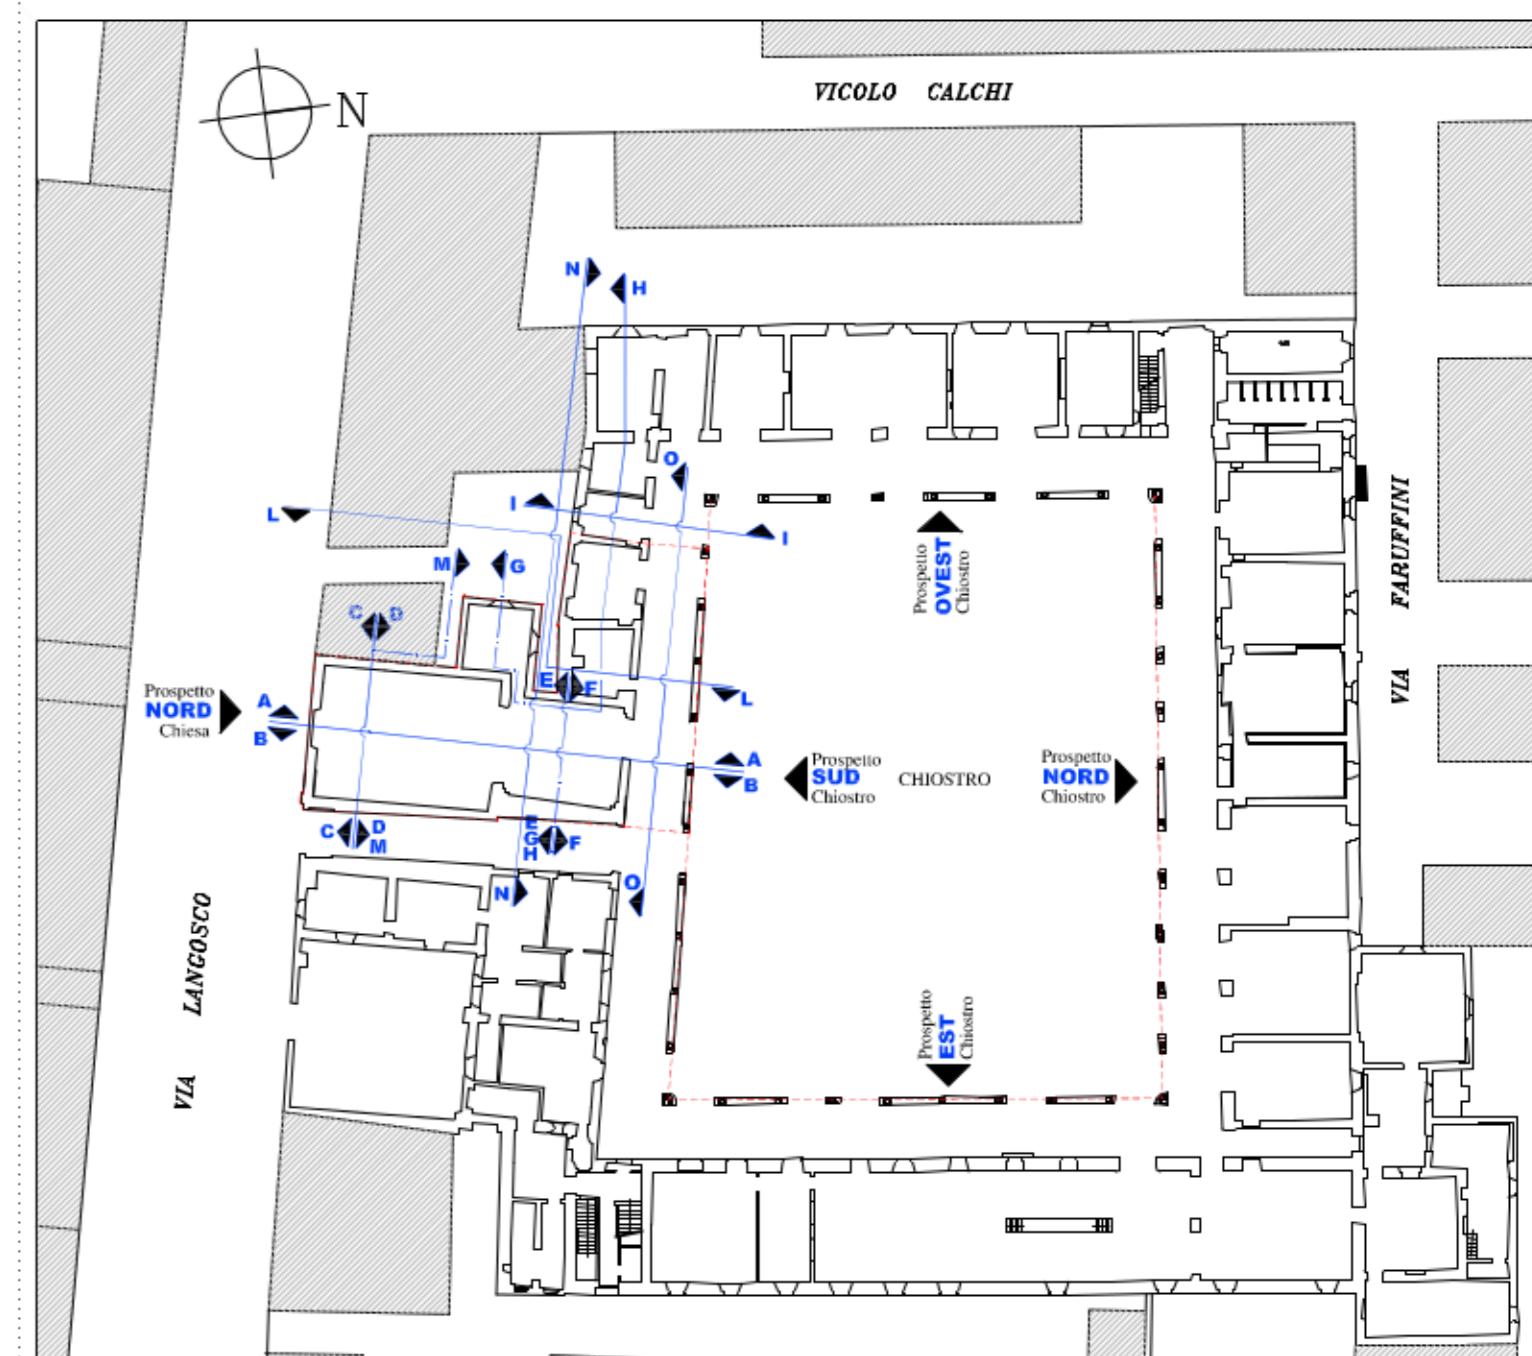 VICOLO CALCHI
N
N
H
O
I
I
L
M
G
C D
E F
L
Prospetto
NORD
Chiesa
A
B
A
B
Prospetto
OVEST
Chiostro
Prospetto
SUD
Chiostro
CHIOSTRO
Prospetto
NORD
Chiostro
VIA FARUFFINI
C
D
M
E
G
H
F
N
O
VIA LANGOSCO
Prospetto
EST
Chiostro